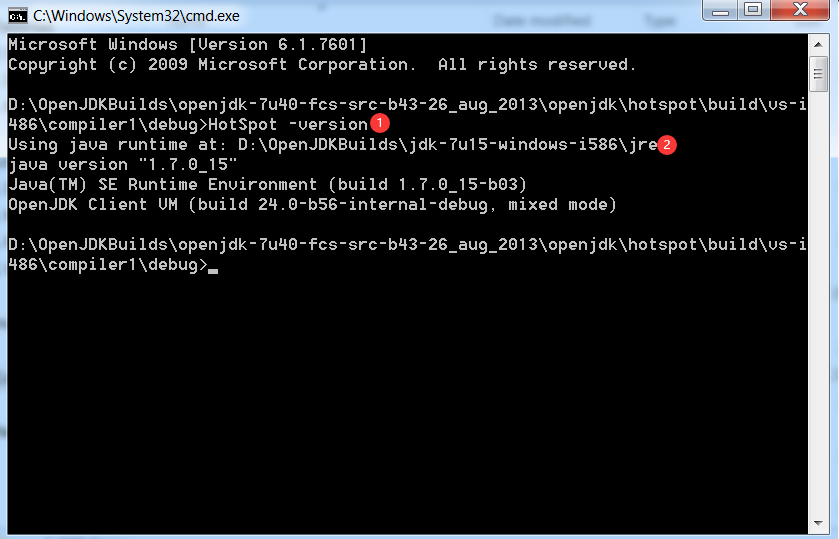 C:\Windows\System32\cmd.exe
Date modified Type
Microsoft Windows [Version 6.1.7601]
Copyright (c) 2009 Microsoft Corporation.  All rights reserved.
D:\OpenJDKBuilds\openjdk-7u40-fcs-src-b43-26_aug_2013\openjdk\hotspot\build\vs-i
486\compiler1\debug>HotSpot -version 1
Using java runtime at: D:\OpenJDKBuilds\jdk-7u15-windows-i586\jre 2
java version "1.7.0_15"
Java(TM) SE Runtime Environment (build 1.7.0_15-b03)
OpenJDK Client VM (build 24.0-b56-internal-debug, mixed mode)
D:\OpenJDKBuilds\openjdk-7u40-fcs-src-b43-26_aug_2013\openjdk\hotspot\build\vs-i
486\compiler1\debug>